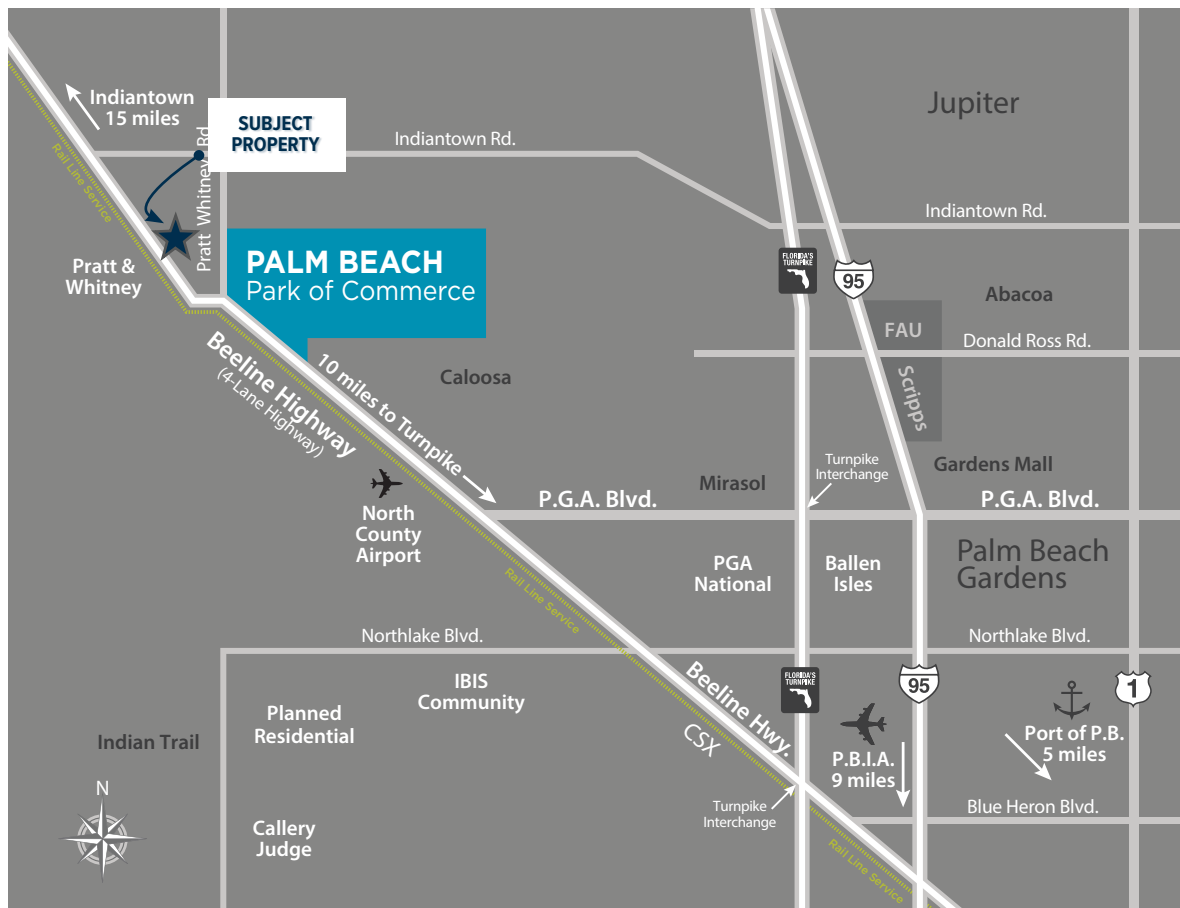 Jupiter
Indiantown
15 miles
SUBJECT
PROPERTY
Pratt Whitney Rd
Indiantown Rd.
Rail Line Service
Indiantown Rd.
Pratt &
Whitney
PALM BEACH
Park of Commerce
FLORIDA'S
TURNPIKE
95
Abacoa
FAU
Donald Ross Rd.
Scripps
Beeline Highway
(4-Lane Highway)
10 miles to Turnpike
Caloosa
Turnpike
Interchange
Gardens Mall
Mirasol
P.G.A. Blvd.
P.G.A. Blvd.
North
County
Airport
PGA
National
Ballen
Isles
Palm Beach
Gardens
Rail Line Service
Northlake Blvd.
Northlake Blvd.
IBIS
Community
Beeline Hwy.
CSX
FLORIDA'S
TURNPIKE
95
1
Planned
Residential
Indian Trail
Port of P.B.
5 miles
P.B.I.A.
9 miles
N
Turnpike
Interchange
Blue Heron Blvd.
Callery
Judge
Rail Line Service